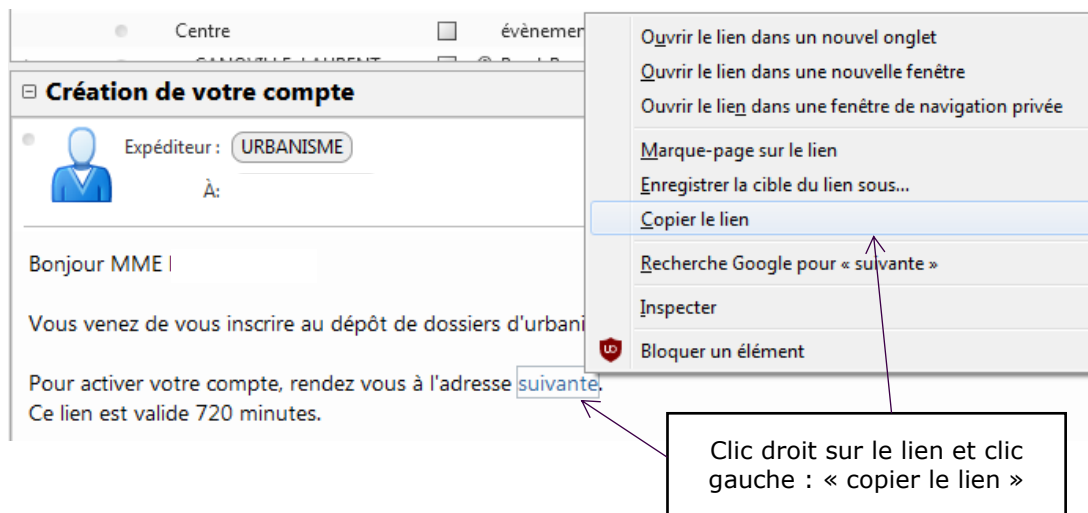 Centre
évènemen
CANOVILLE LAURENT
Création de votre compte
Expéditeur : URBANISME
À:
Bonjour MME
Vous venez de vous inscrire au dépôt de dossiers d'urbani
Pour activer votre compte, rendez vous à l'adresse suivante.
Ce lien est valide 720 minutes.
Ouvrir le lien dans un nouvel onglet
Ouvrir le lien dans une nouvelle fenêtre
Ouvrir le lien dans une fenêtre de navigation privée
Marque-page sur le lien
Enregistrer la cible du lien sous...
Copier le lien
Recherche Google pour « suivante »
Inspecter
Bloquer un élément
Clic droit sur le lien et clic
gauche : « copier le lien »